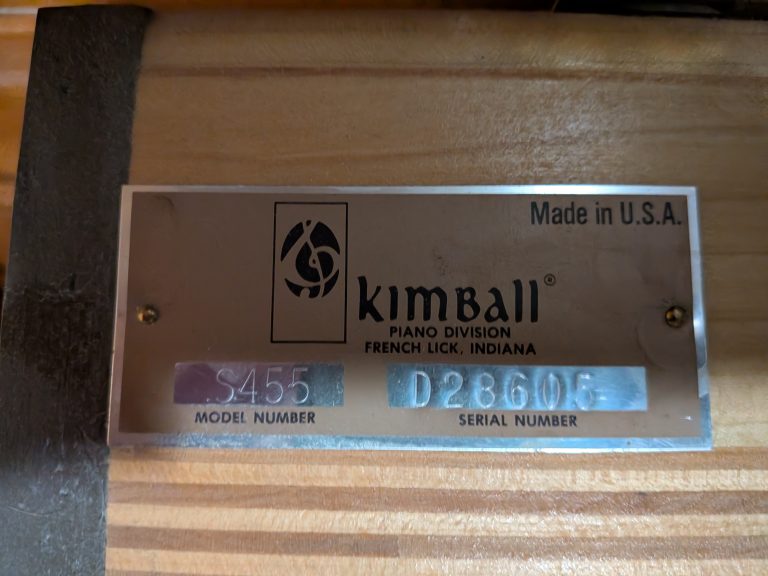 Made in U.S.A.
KIMBALL®
PIANO DIVISION
FRENCH LICK, INDIANA
S455 D28605
MODEL NUMBER SERIAL NUMBER